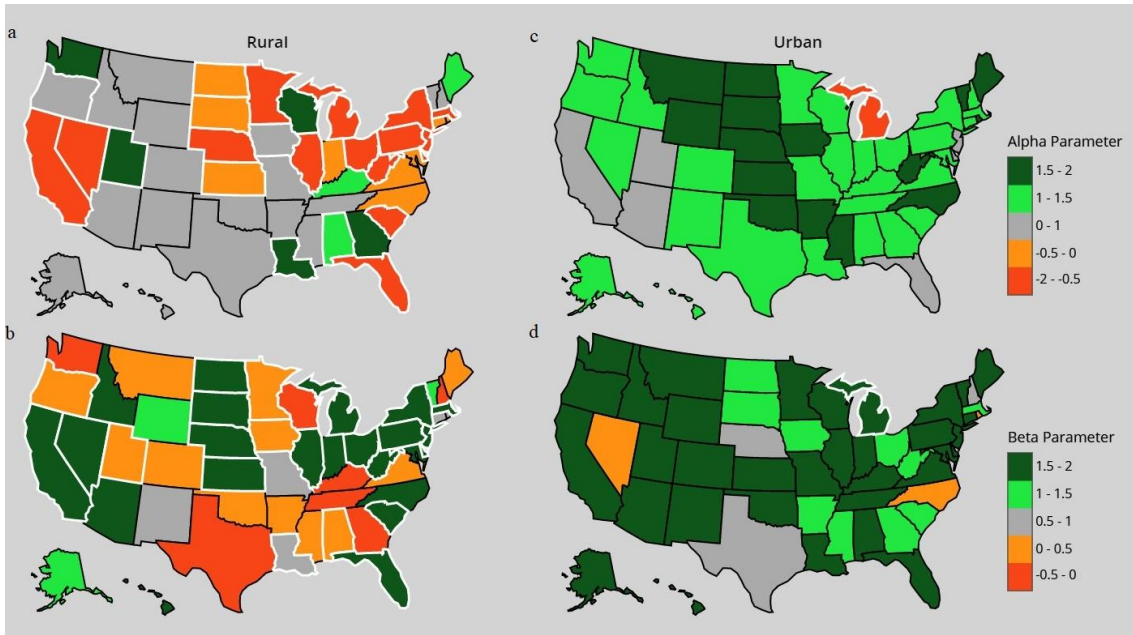 a
Rural
c
Urban
Alpha Parameter
1.5 - 2
1 - 1.5
0 - 1
-0.5 - 0
-2 - -0.5
b
d
Beta Parameter
1.5 - 2
1 - 1.5
0.5 - 1
0 - 0.5
-0.5 - 0